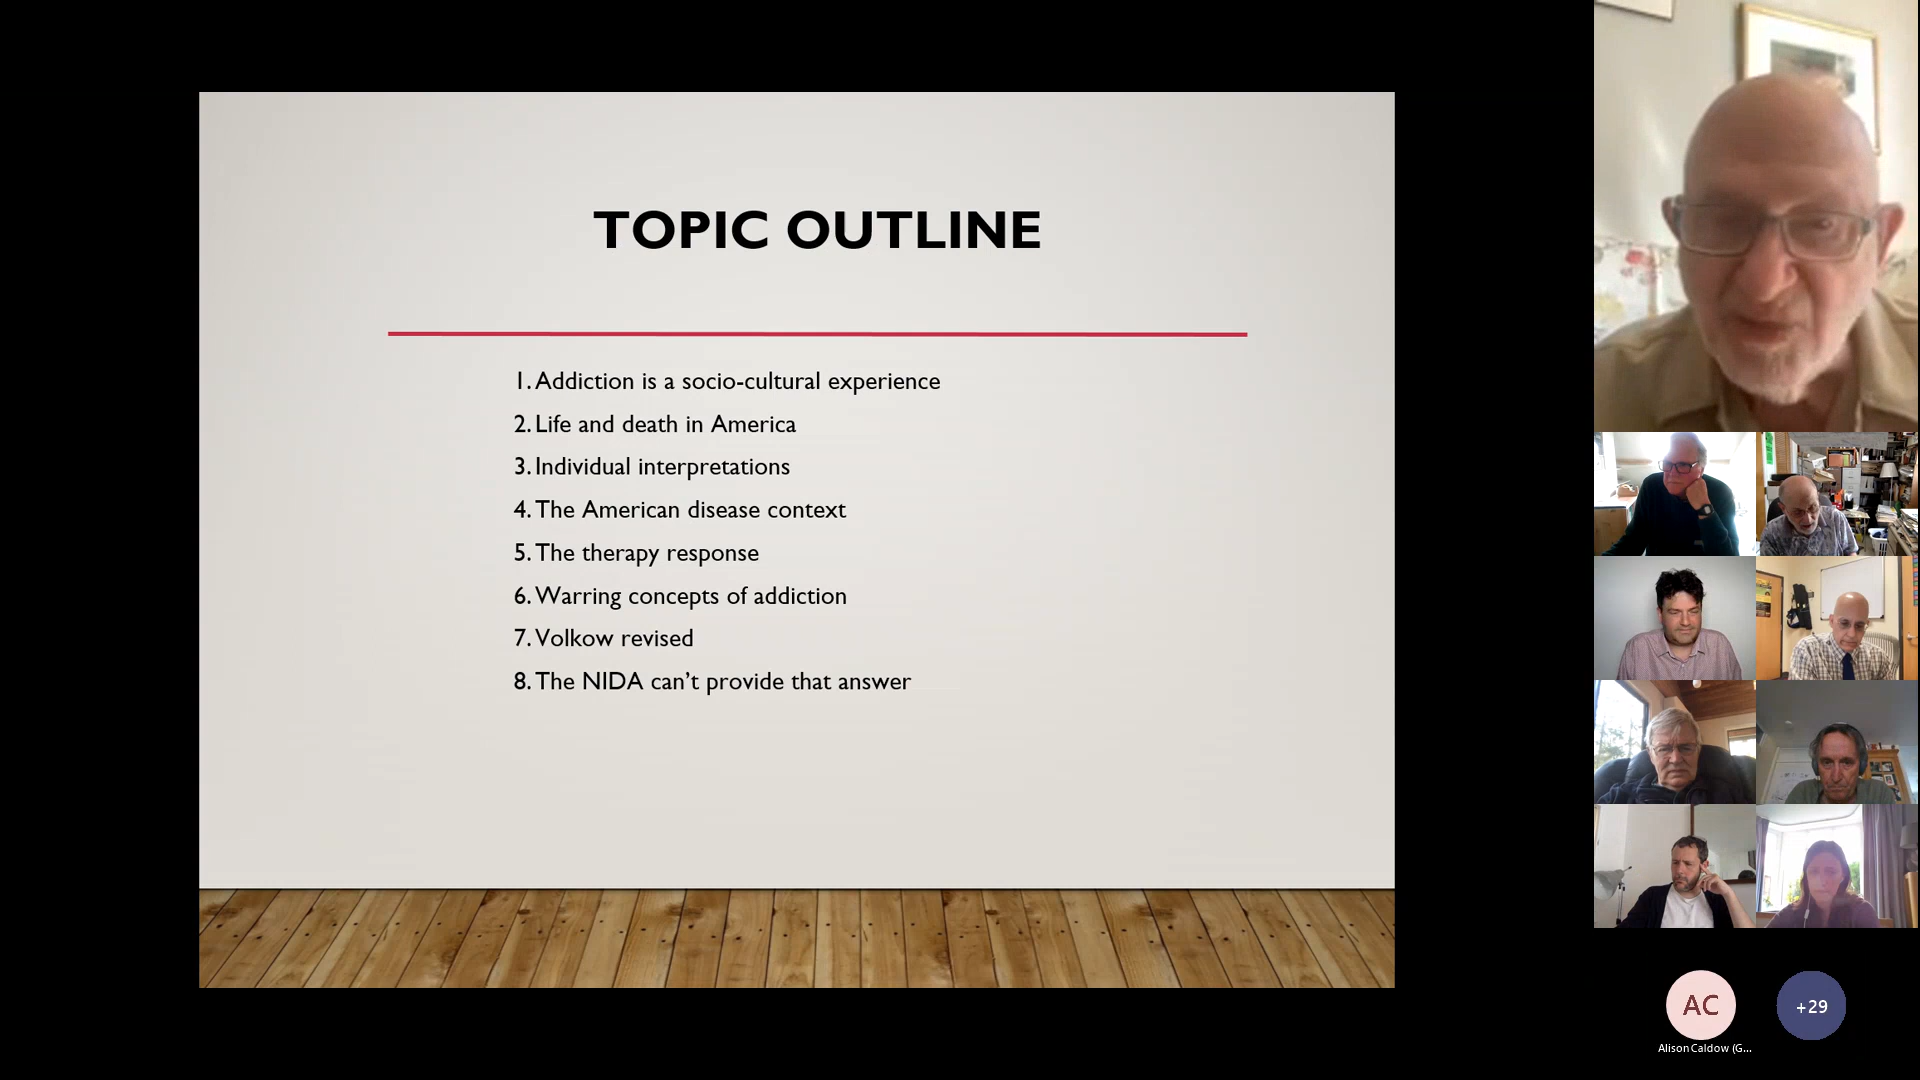 TOPIC OUTLINE
1. Addiction is a socio-cultural experience
2. Life and death in America
3. Individual interpretations
4. The American disease context
5. The therapy response
6. Warring concepts of addiction
7. Volkow revised
8. The NIDA can’t provide that answer
AC
+29
Alison Caldow (G...